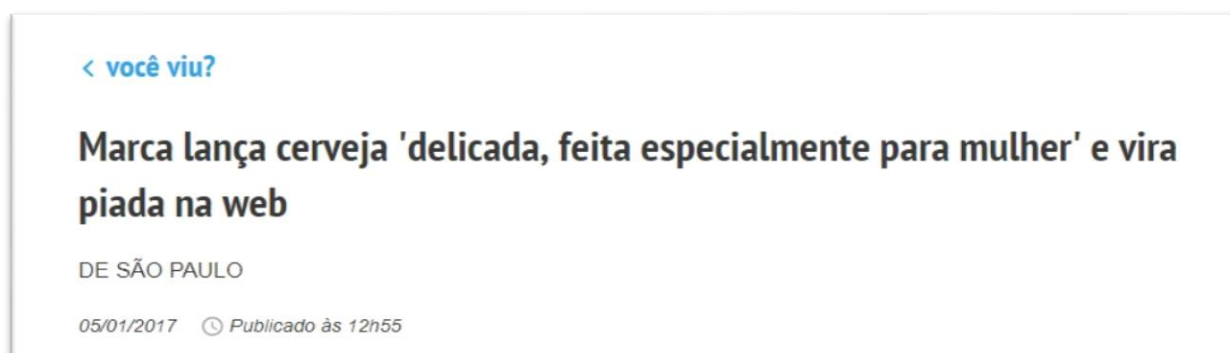 < você viu?
Marca lança cerveja 'delicada, feita especialmente para mulher' e vira
piada na web
DE SÃO PAULO
05/01/2017 Publicado às 12h55